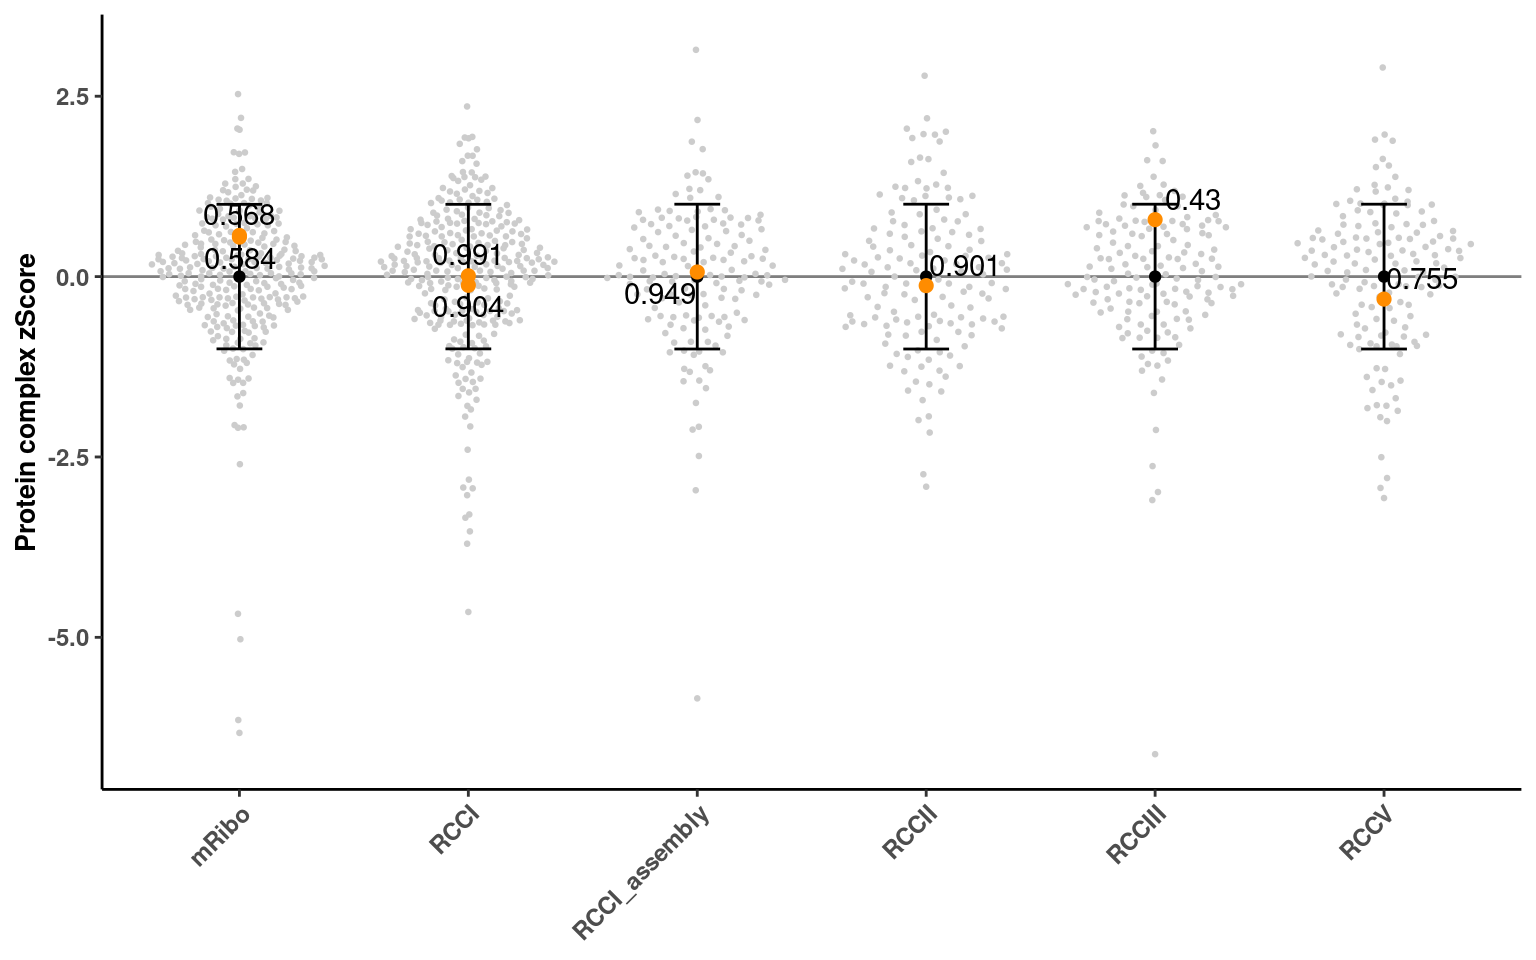 Protein complex zScore
2.5
0.0
-2.5
-5.0
0.568
0.584
0.991
0.904
0.949
0.901
0.43
0.755
mRibo
RCCI
RCCI_assembly
RCCII
RCCIII
RCCV